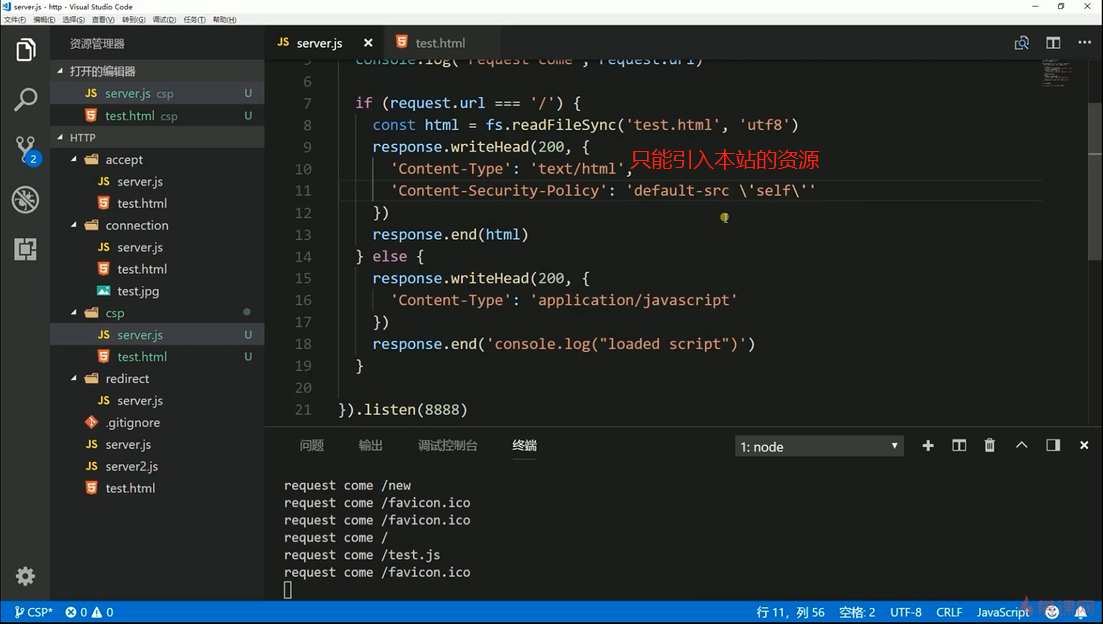 server.js - http - Visual Studio Code
文件(F) 编辑(E) 选择(S) 查看(V) 转到(G) 调试(D) 任务(T) 帮助(H)
资源管理器
打开的编辑器
JS server.js csp U
test.html csp U
HTTP
accept
JS server.js
test.html
connection
JS server.js
test.html
test.jpg
csp
JS server.js U
test.html U
redirect
JS server.js
.gitignore
JS server.js
JS server2.js
test.html
2
JS server.js
test.html
5 console.log('request come', request.url)
6
7 if (request.url === '/') {
8 const html = fs.readFileSync('test.html', 'utf8')
9 response.writeHead(200, {
10 'Content-Type': 'text/html',
只能引入本站的资源
11 'Content-Security-Policy': 'default-src \'self\''
12 })
13 response.end(html)
14 } else {
15 response.writeHead(200, {
16 'Content-Type': 'application/javascript'
17 })
18 response.end('console.log("loaded script")')
19 }
20
21 }).listen(8888)
问题 输出 调试控制台 终端
1: node
request come /new
request come /favicon.ico
request come /favicon.ico
request come /
request come /test.js
request come /favicon.ico
CSP* 0 0 行 11，列 56 空格: 2 UTF-8 CRLF JavaScript